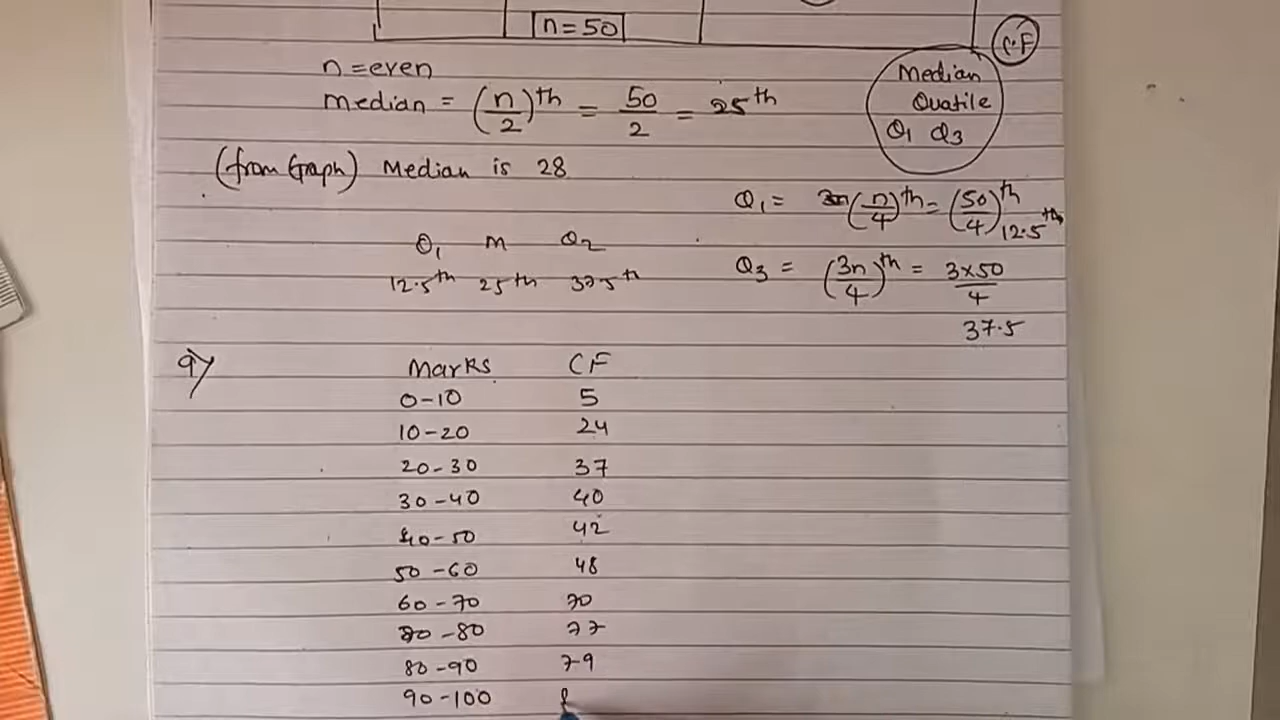 n=50
C.F
n=even
Median
Quatile
Q1 Q3
median = (n/2)th = 50/2 = 25th
(from Graph) Median is 28
Q1 = (n/4)th = (50/4)th 12.5th
Q1 m Q2
12.5th 25th 37.5th
Q3 = (3n/4)th = 3×50/4
37.5
q) Marks CF
0-10 5
10-20 24
20-30 37
30-40 40
40-50 42
50-60 48
60-70 70
70-80 77
80-90 79
90-100